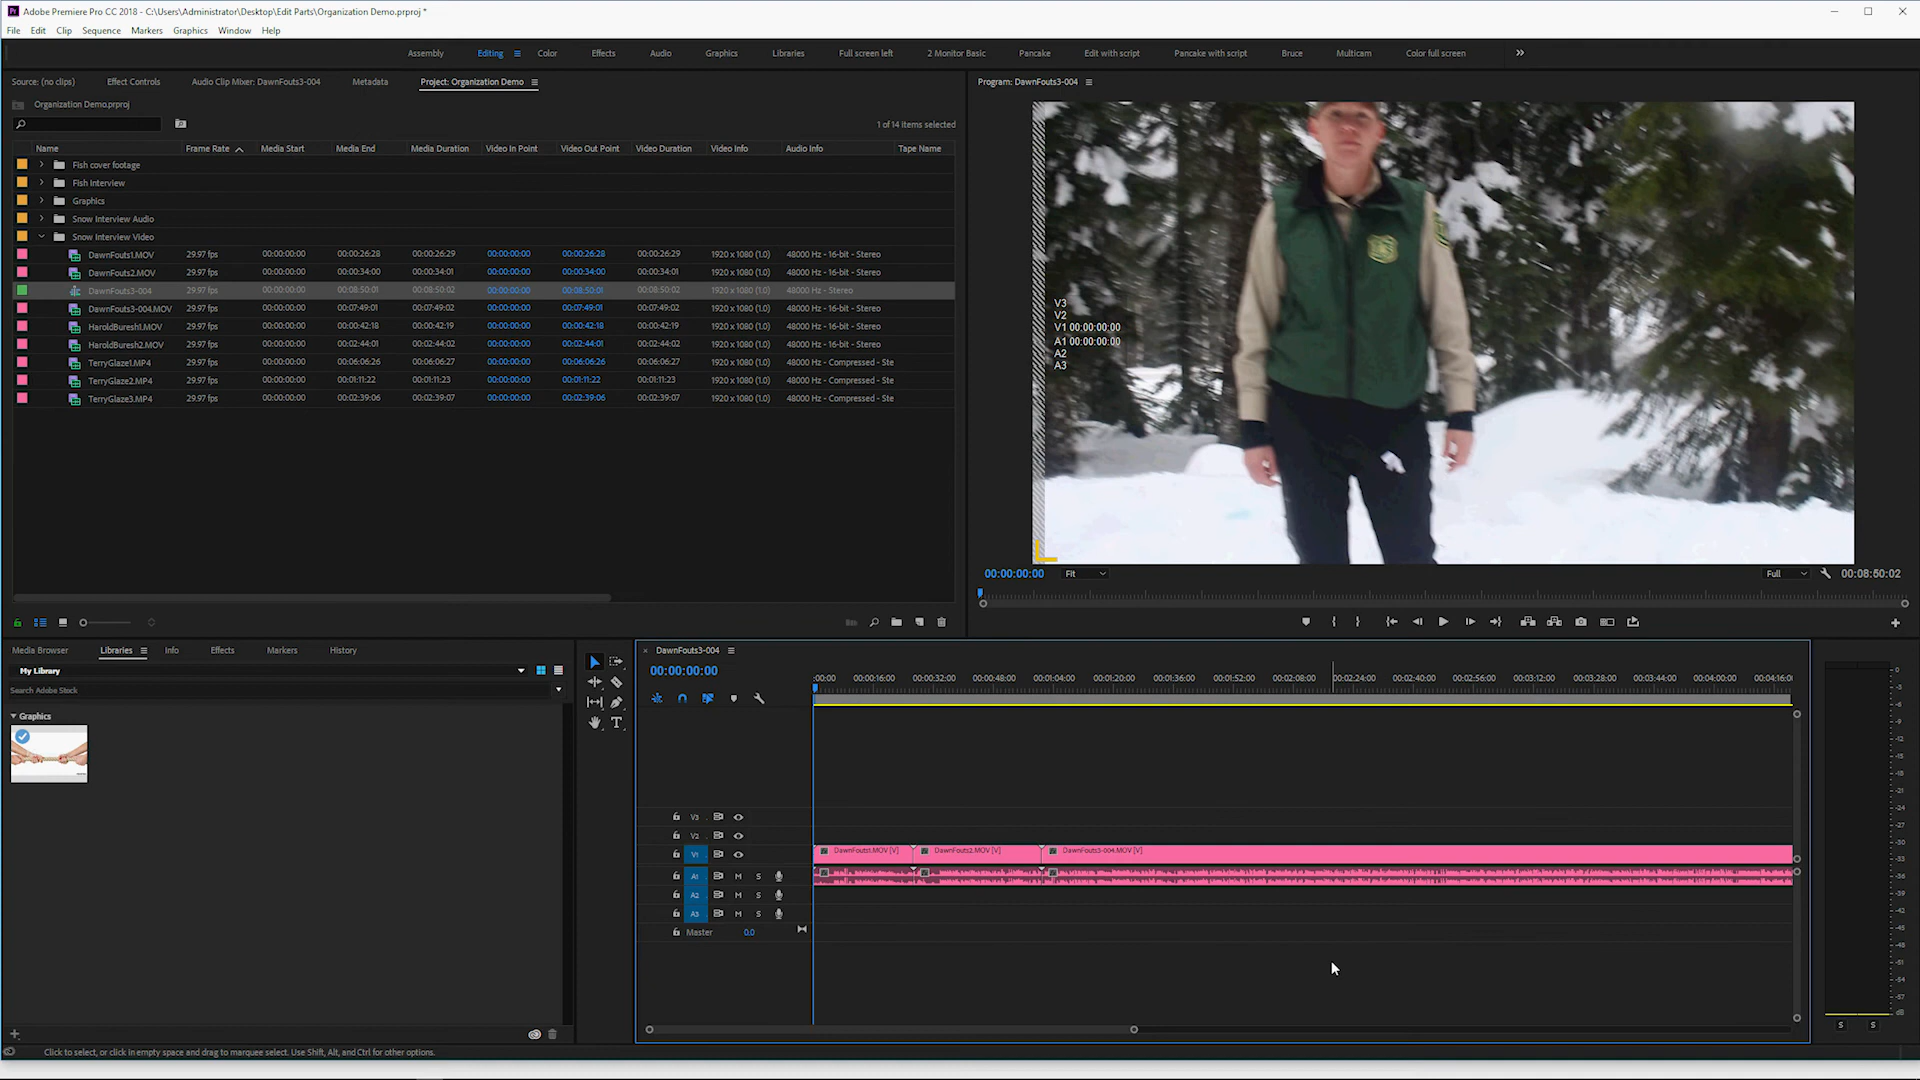 Adobe Premiere Pro CC 2018 - C:\Users\Administrator\Desktop\Edit Parts\Organization Demo.prproj *
File Edit Clip Sequence Markers Graphics Window Help
Assembly Editing Color Effects Audio Graphics Libraries Full screen left 2 Monitor Basic Pancake Edit with script Pancake with script Bruce Multicam Color full screen
Source: (no clips) Effect Controls Audio Clip Mixer: DawnFouts3-004 Metadata Project: Organization Demo
Program: DawnFouts3-004
Organization Demo.prproj
1 of 14 items selected
Name Frame Rate Media Start Media End Media Duration Video In Point Video Out Point Video Duration Video Info Audio Info Tape Name
Fish cover footage
Fish Interview
Graphics
Snow Interview Audio
Snow Interview Video
DawnFouts1.MOV 29.97 fps 00:00:00:00 00:00:26:28 00:00:26:29 00:00:00:00 00:00:26:28 00:00:26:29 1920 x 1080 (1.0) 48000 Hz - 16-bit - Stereo
DawnFouts2.MOV 29.97 fps 00:00:00:00 00:00:34:00 00:00:34:01 00:00:00:00 00:00:34:00 00:00:34:01 1920 x 1080 (1.0) 48000 Hz - 16-bit - Stereo
DawnFouts3-004 29.97 fps 00:00:00:00 00:08:50:01 00:08:50:02 00:00:00:00 00:08:50:01 00:08:50:02 1920 x 1080 (1.0) 48000 Hz - Stereo
DawnFouts3-004.MOV 29.97 fps 00:00:00:00 00:07:49:01 00:07:49:02 00:00:00:00 00:07:49:01 00:07:49:02 1920 x 1080 (1.0) 48000 Hz - 16-bit - Stereo
HaroldBuresh1.MOV 29.97 fps 00:00:00:00 00:00:42:18 00:00:42:19 00:00:00:00 00:00:42:18 00:00:42:19 1920 x 1080 (1.0) 48000 Hz - 16-bit - Stereo
HaroldBuresh2.MOV 29.97 fps 00:00:00:00 00:02:44:01 00:02:44:02 00:00:00:00 00:02:44:01 00:02:44:02 1920 x 1080 (1.0) 48000 Hz - 16-bit - Stereo
TerryGlaze1.MP4 29.97 fps 00:00:00:00 00:06:06:26 00:06:06:27 00:00:00:00 00:06:06:26 00:06:06:27 1920 x 1080 (1.0) 48000 Hz - Compressed - Ste
TerryGlaze2.MP4 29.97 fps 00:00:00:00 00:01:11:22 00:01:11:23 00:00:00:00 00:01:11:22 00:01:11:23 1920 x 1080 (1.0) 48000 Hz - Compressed - Ste
TerryGlaze3.MP4 29.97 fps 00:00:00:00 00:02:39:06 00:02:39:07 00:00:00:00 00:02:39:06 00:02:39:07 1920 x 1080 (1.0) 48000 Hz - Compressed - Ste
V3
V2
V1 00:00:00:00
A1 00:00:00:00
A2
A3
00:00:00:00 Fit Full 00:08:50:02
Media Browser Libraries Info Effects Markers History
My Library
Search Adobe Stock
Graphics
DawnFouts3-004
00:00:00:00
:00:00 00:00:16:00 00:00:32:00 00:00:48:00 00:01:04:00 00:01:20:00 00:01:36:00 00:01:52:00 00:02:08:00 00:02:24:00 00:02:40:00 00:02:56:00 00:03:12:00 00:03:28:00 00:03:44:00 00:04:00:00 00:04:16:0
V3
V2
V1 DawnFouts1.MOV [V] DawnFouts2.MOV [V] DawnFouts3-004.MOV [V]
A1 M S
A2 M S
A3 M S
Master 0.0
0
-3
-6
-9
-12
-15
-18
-21
-24
-27
-30
-33
-36
-39
-42
-45
-48
-51
-54
-57
dB
S S
Click to select, or click in empty space and drag to marquee select. Use Shift, Alt, and Ctrl for other options.